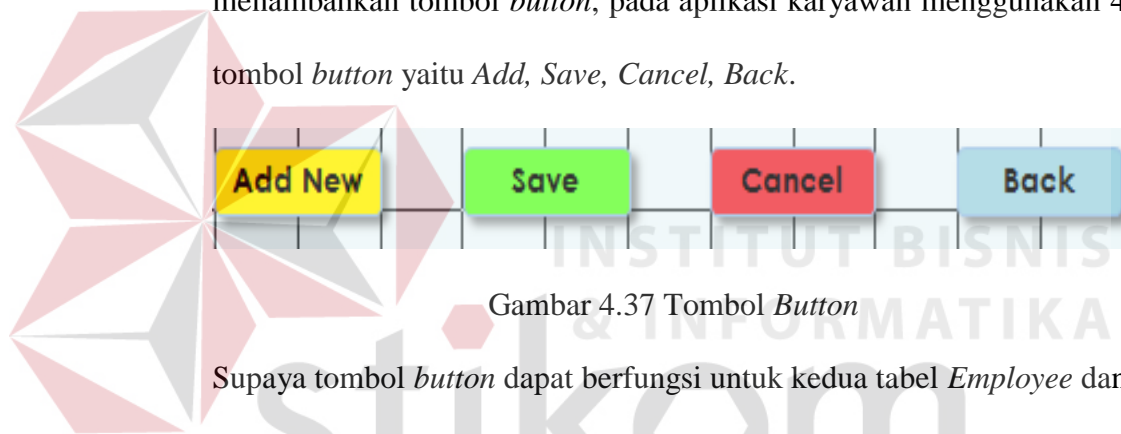 menambahkan tombol button, pada aplikasi karyawan menggunakan 4
tombol button yaitu Add, Save, Cancel, Back.
Add New Save Cancel Back
INSTITUT BISNIS
Gambar 4.37 Tombol Button
& INFORMATIKA
Supaya tombol button dapat berfungsi untuk kedua tabel Employee dan
stikom